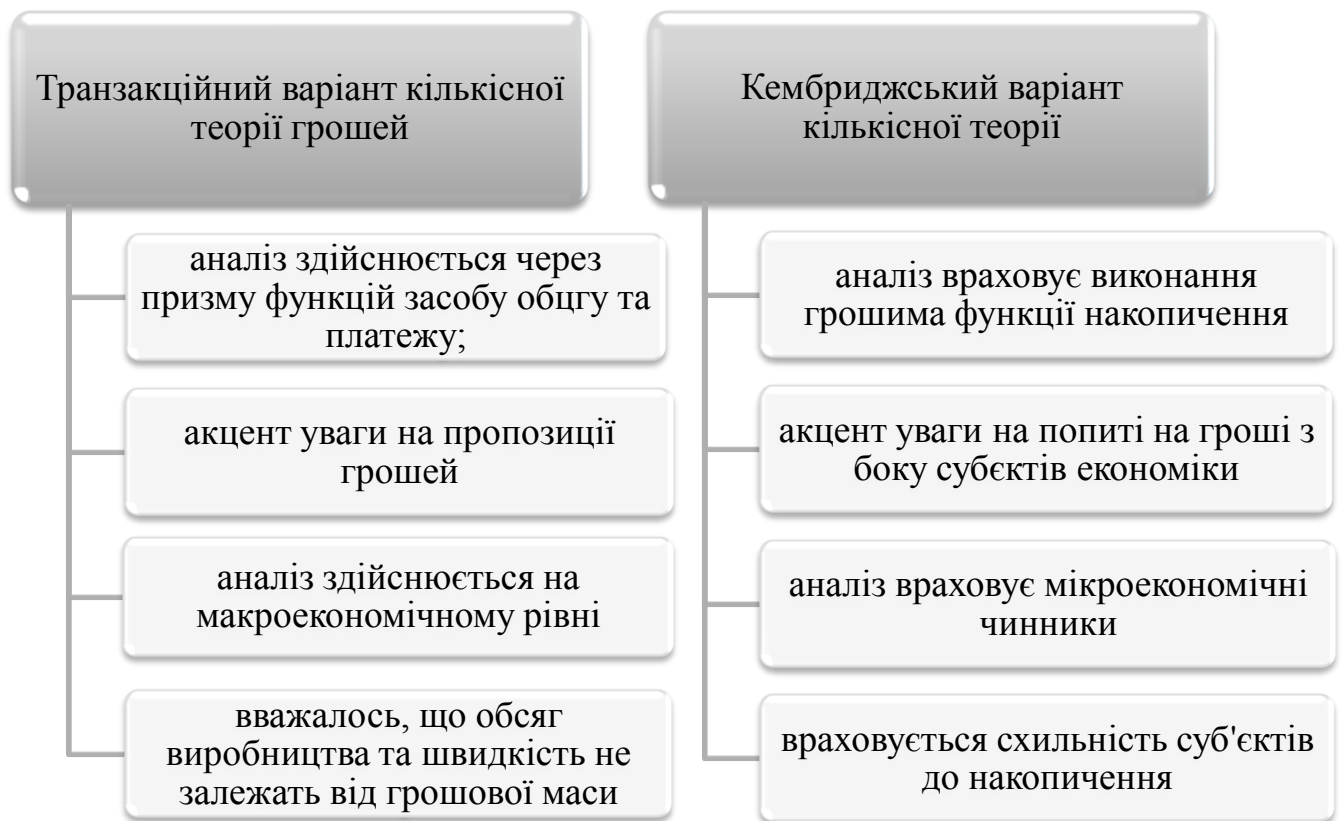 Транзакційний варіант кількісної
теорії грошей
аналіз здійснюється через
призму функцій засобу обцгу та
платежу;
акцент уваги на пропозиції
грошей
аналіз здійснюється на
макроекономічному рівні
вважалось, що обсяг
виробництва та швидкість не
залежать від грошової маси
Кембриджський варіант
кількісної теорії
аналіз враховує виконання
грошима функції накопичення
акцент уваги на попиті на гроші з
боку субєктів економіки
аналіз враховує мікроекономічні
чинники
враховується схильність суб'єктів
до накопичення